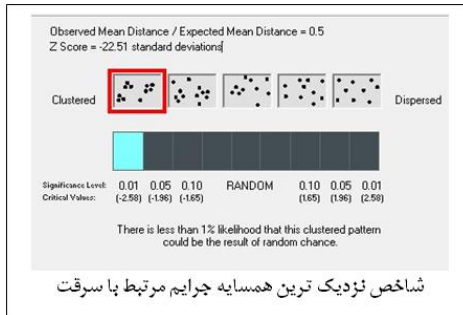 Observed Mean Distance / Expected Mean Distance = 0.5
Z Score = -22.51 standard deviations
Clustered
Dispersed
Significance Level: 0.01 0.05 0.10 RANDOM 0.10 0.05 0.01
Critical Values: (-2.58) (-1.96) (-1.65) (1.65) (1.96) (2.58)
There is less than 1% likelihood that this clustered pattern
could be the result of random chance.
شاخص نزدیک ترین همسایه جرایم مرتبط با سرقت